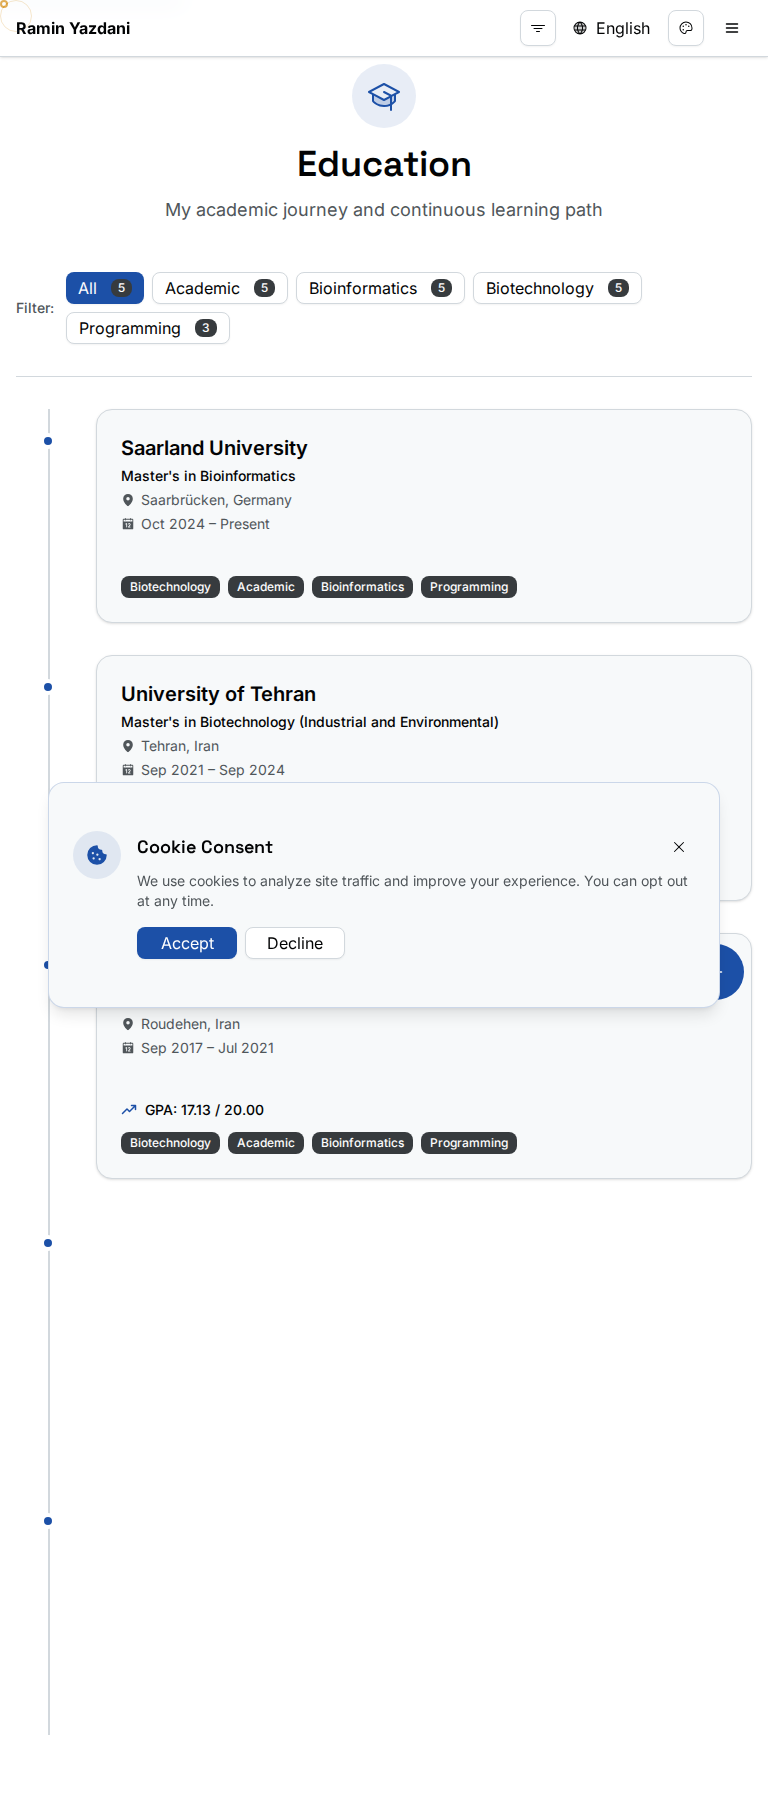 Ramin Yazdani
English
Education
My academic journey and continuous learning path
Filter:
All 5
Academic 5
Bioinformatics 5
Biotechnology 5
Programming 3
Saarland University
Master's in Bioinformatics
Saarbrücken, Germany
Oct 2024 – Present
Biotechnology Academic Bioinformatics Programming
University of Tehran
Master's in Biotechnology (Industrial and Environmental)
Tehran, Iran
Sep 2021 – Sep 2024
Cookie Consent
We use cookies to analyze site traffic and improve your experience. You can opt out
at any time.
Accept
Decline
Roudehen, Iran
Sep 2017 – Jul 2021
GPA: 17.13 / 20.00
Biotechnology Academic Bioinformatics Programming